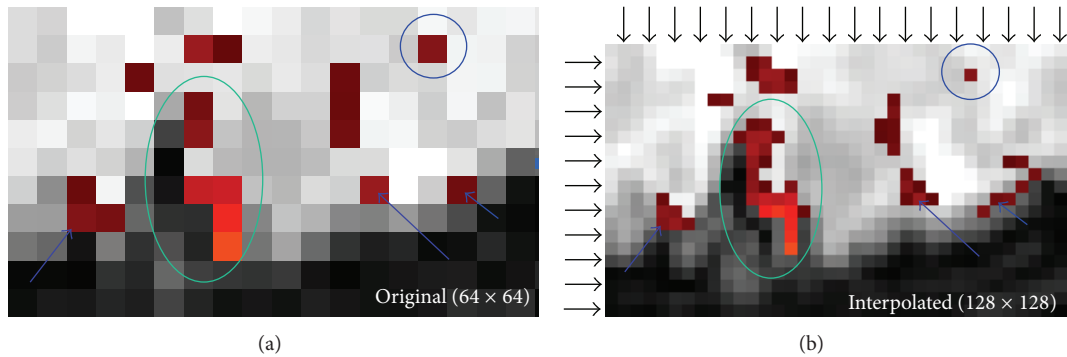 Original (64 × 64)
Interpolated (128 × 128)
(a)
(b)